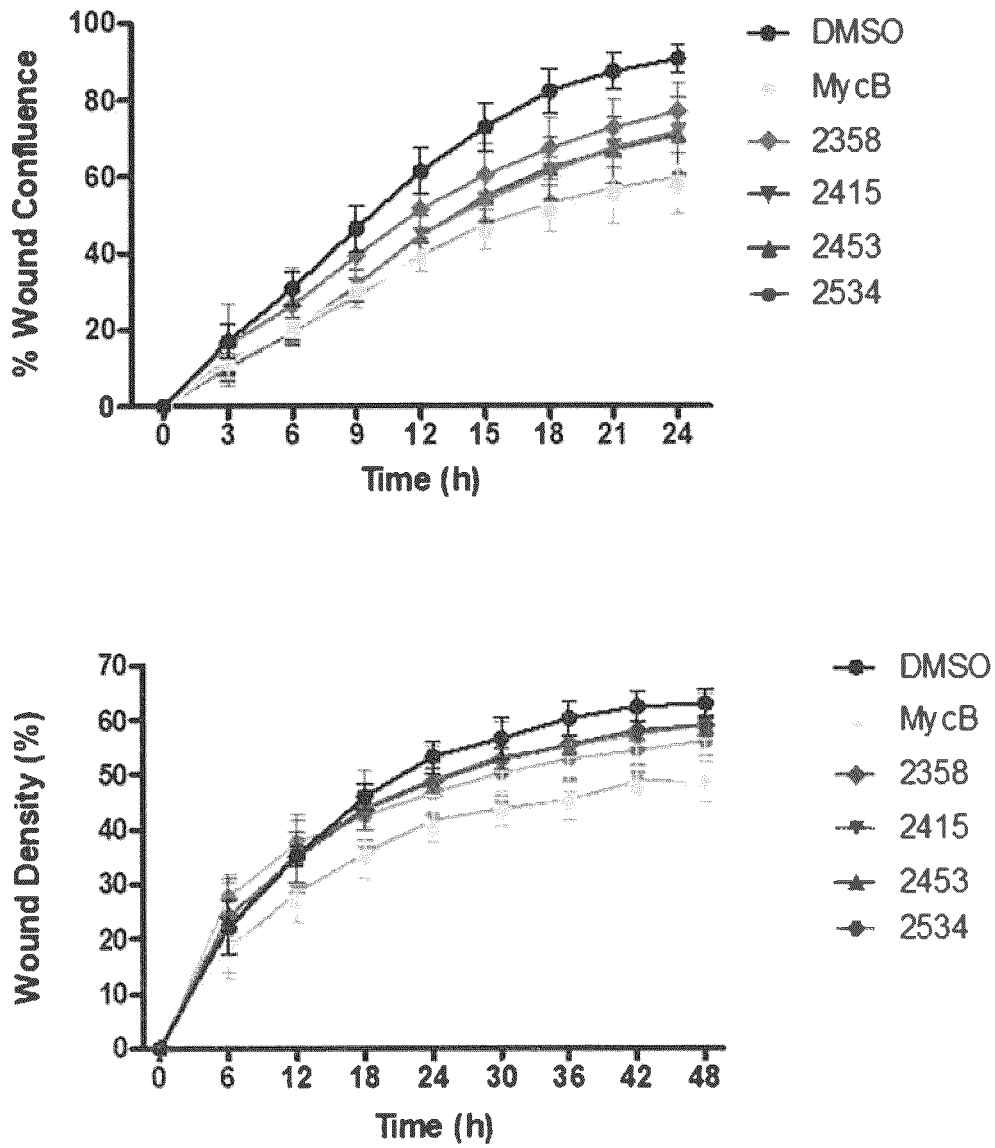 % Wound Confluence
100
80
60
40
20
0
0 3 6 9 12 15 18 21 24
Time (h)
DMSO
MycB
2358
2415
2453
2534
Wound Density (%)
70
60
50
40
30
20
10
0
0 6 12 18 24 30 36 42 48
Time (h)
DMSO
MycB
2358
2415
2453
2534